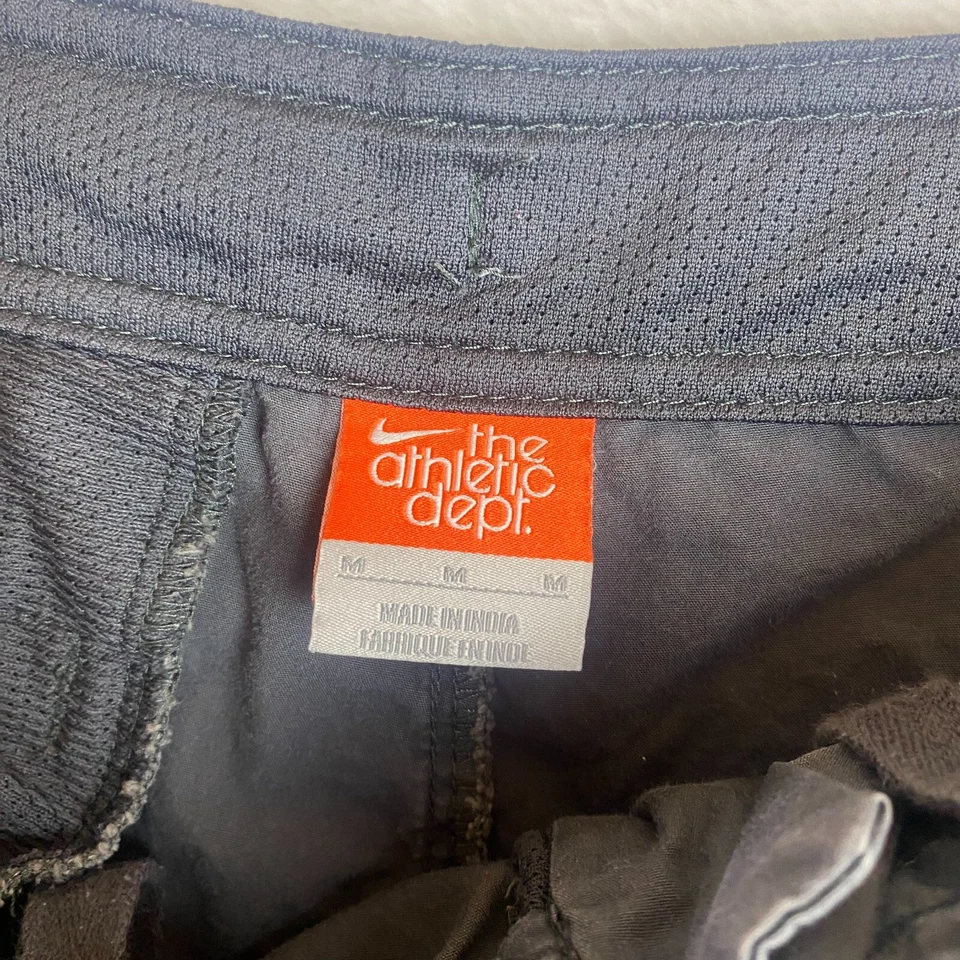 the
athletic
dept.
M M M
MADE IN INDIA
FABRIQUE EN INDE